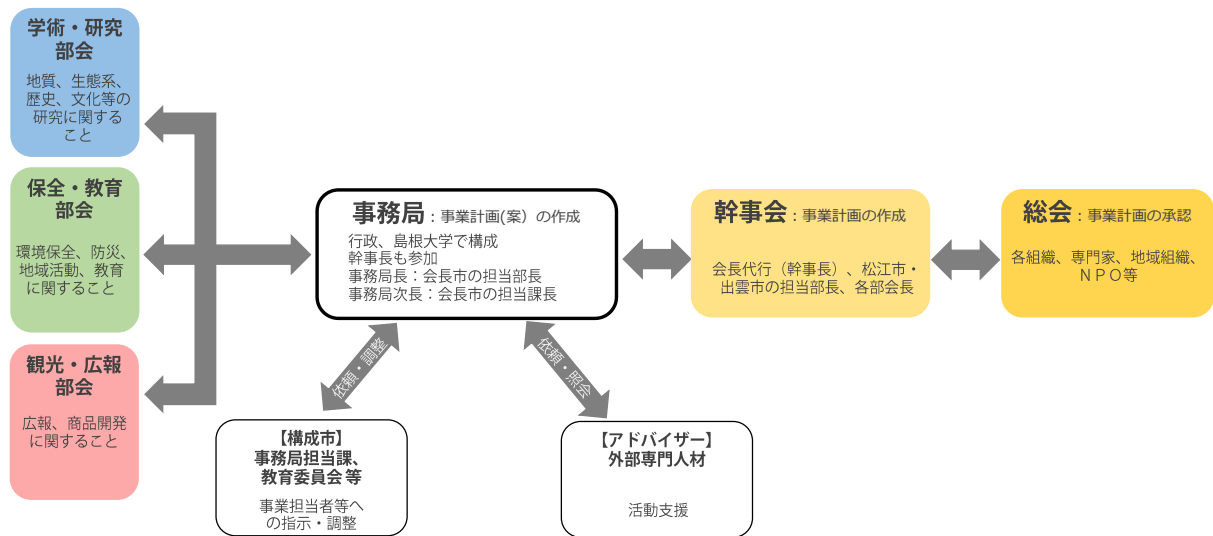 学術・研究
部会
地質、生態系、
歴史、文化等の
研究に関する
こと
保全・教育
部会
環境保全、防災、
地域活動、教育
に関すること
観光・広報
部会
広報、商品開発
に関すること
事務局：事業計画(案）の作成
行政、島根大学で構成
幹事長も参加
事務局長：会長市の担当部長
事務局次長：会長市の担当課長
幹事会：事業計画の作成
会長代行（幹事長）、松江市・
出雲市の担当部長、各部会長
総会：事業計画の承認
各組織、専門家、地域組織、
ＮＰＯ等
依頼・調整
依頼・照会
【構成市】
事務局担当課、
教育委員会 等
事業担当者等へ
の指示・調整
【アドバイザー】
外部専門人材
活動支援